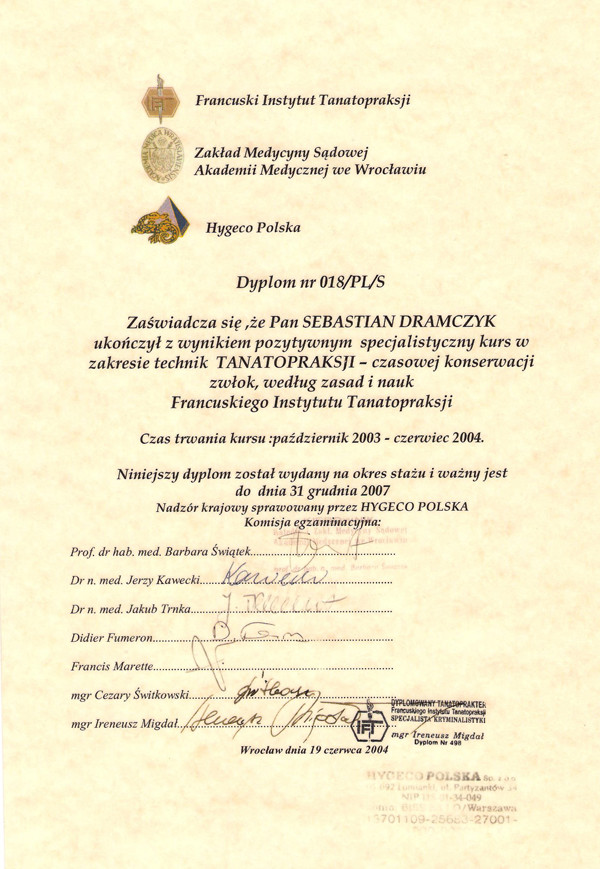 Francuski Instytut Tanatopraksji
Zakład Medycyny Sądowej
Akademii Medycznej we Wrocławiu
Hygeco Polska
Dyplom nr 018/PL/S
Zaświadcza się ,że Pan SEBASTIAN DRAMCZYK
ukończył z wynikiem pozytywnym specjalistyczny kurs w
zakresie technik TANATOPRAKSJI – czasowej konserwacji
zwłok, według zasad i nauk
Francuskiego Instytutu Tanatopraksji
Czas trwania kursu :październik 2003 - czerwiec 2004.
Niniejszy dyplom został wydany na okres stażu i ważny jest
do dnia 31 grudnia 2007
Nadzór krajowy sprawowany przez HYGECO POLSKA
Komisja egzaminacyjna:
Prof. dr hab. med. Barbara Świątek
Dr n. med. Jerzy Kawecki
Dr n. med. Jakub Trnka
Didier Fumeron
Francis Marette
mgr Cezary Świtkowski
mgr Ireneusz Migdał
DYPLOMOWANY TANATOPRAKTER
Francuskiego Instytutu Tanatopraksji
SPECJALISTA KRYMINALISTYKI
mgr Ireneusz Migdał
Dyplom Nr 498
Wrocław dnia 19 czerwca 2004
HYGECO POLSKA
ul. Partyzantów